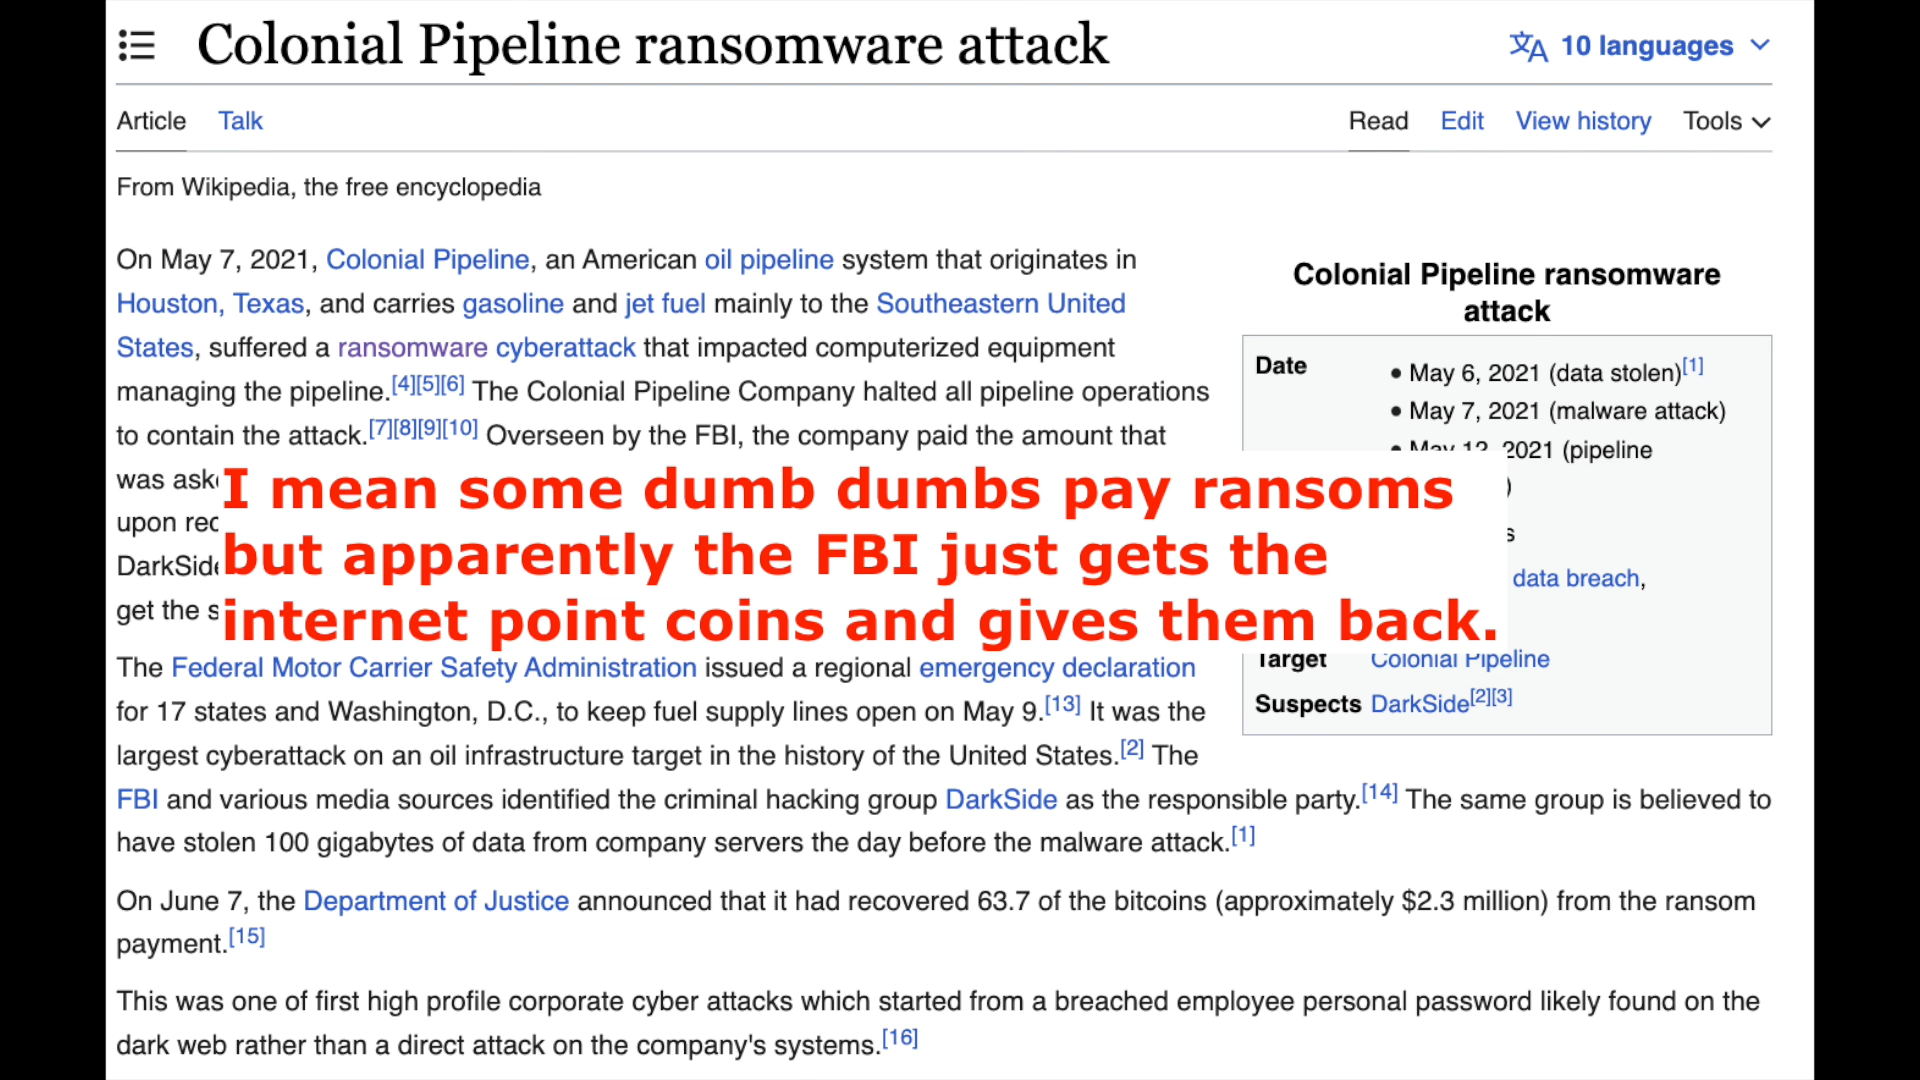 Colonial Pipeline ransomware attack
文A 10 languages
Article Talk
Read Edit View history Tools
From Wikipedia, the free encyclopedia
On May 7, 2021, Colonial Pipeline, an American oil pipeline system that originates in
Houston, Texas, and carries gasoline and jet fuel mainly to the Southeastern United
States, suffered a ransomware cyberattack that impacted computerized equipment
managing the pipeline.[4][5][6] The Colonial Pipeline Company halted all pipeline operations
to contain the attack.[7][8][9][10] Overseen by the FBI, the company paid the amount that
was
upon
get the
I mean some dumb dumbs pay ransoms
but apparently the FBI just gets the
internet point coins and gives them back.
The Federal Motor Carrier Safety Administration issued a regional emergency declaration
for 17 states and Washington, D.C., to keep fuel supply lines open on May 9.[13] It was the
largest cyberattack on an oil infrastructure target in the history of the United States.[2] The
FBI and various media sources identified the criminal hacking group DarkSide as the responsible party.[14] The same group is believed to
have stolen 100 gigabytes of data from company servers the day before the malware attack.[1]
On June 7, the Department of Justice announced that it had recovered 63.7 of the bitcoins (approximately $2.3 million) from the ransom
payment.[15]
This was one of first high profile corporate cyber attacks which started from a breached employee personal password likely found on the
dark web rather than a direct attack on the company's systems.[16]
Colonial Pipeline ransomware
attack
Date
• May 6, 2021 (data stolen)[1]
• May 7, 2021 (malware attack)
• May 12, 2021 (pipeline
data breach,
Target Colonial Pipeline
Suspects DarkSide[2][3]